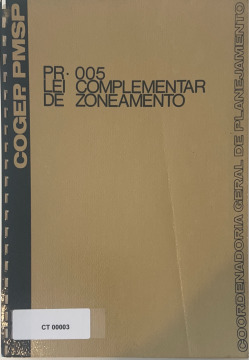 COGEP PMSP
PR - 005
LEI COMPLEMENTAR
DE ZONEAMENTO
COORDENADORIA GERAL DE PLANEJAMENTO
CT 00003